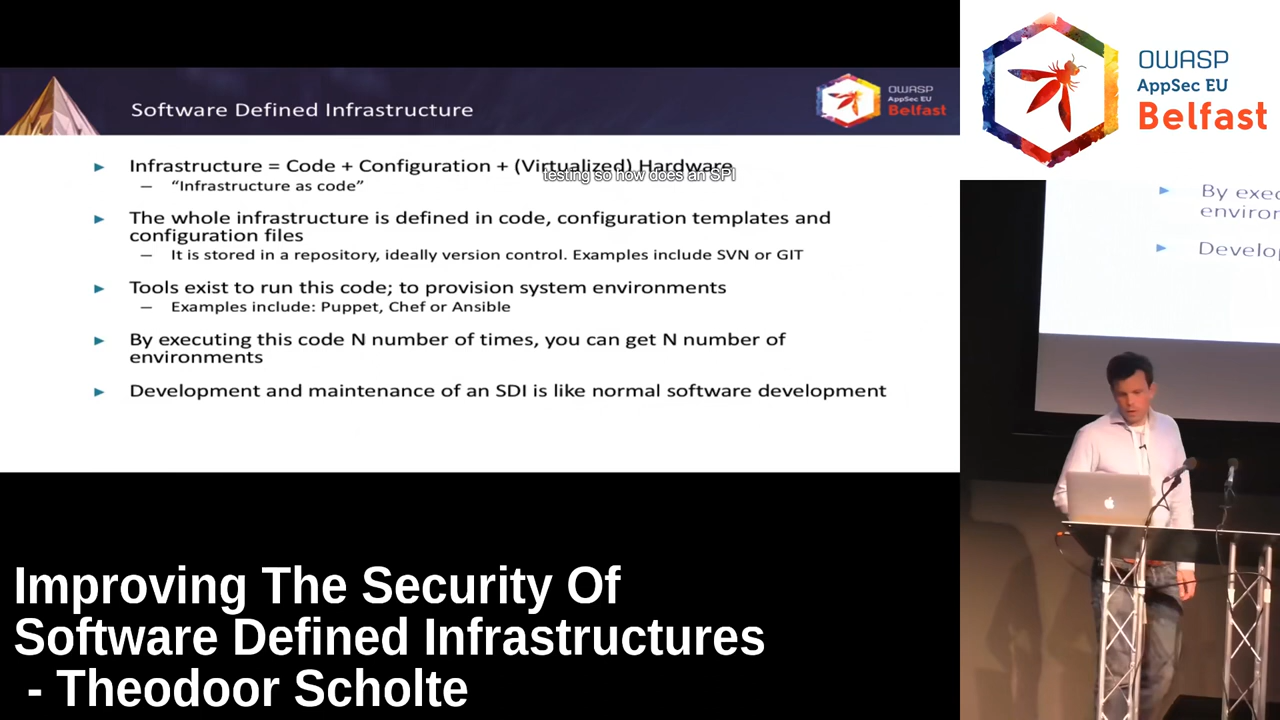 Software Defined Infrastructure
OWASP
AppSec EU
Belfast
► Infrastructure = Code + Configuration + (Virtualized) Hardware
testing so how does an SPI
– “Infrastructure as code”
► The whole infrastructure is defined in code, configuration templates and
configuration files
– It is stored in a repository, ideally version control. Examples include SVN or GIT
► Tools exist to run this code; to provision system environments
– Examples include: Puppet, Chef or Ansible
► By executing this code N number of times, you can get N number of
environments
► Development and maintenance of an SDI is like normal software development
OWASP
AppSec EU
Belfast
► By exec
environ
► Develop
Improving The Security Of
Software Defined Infrastructures
- Theodoor Scholte